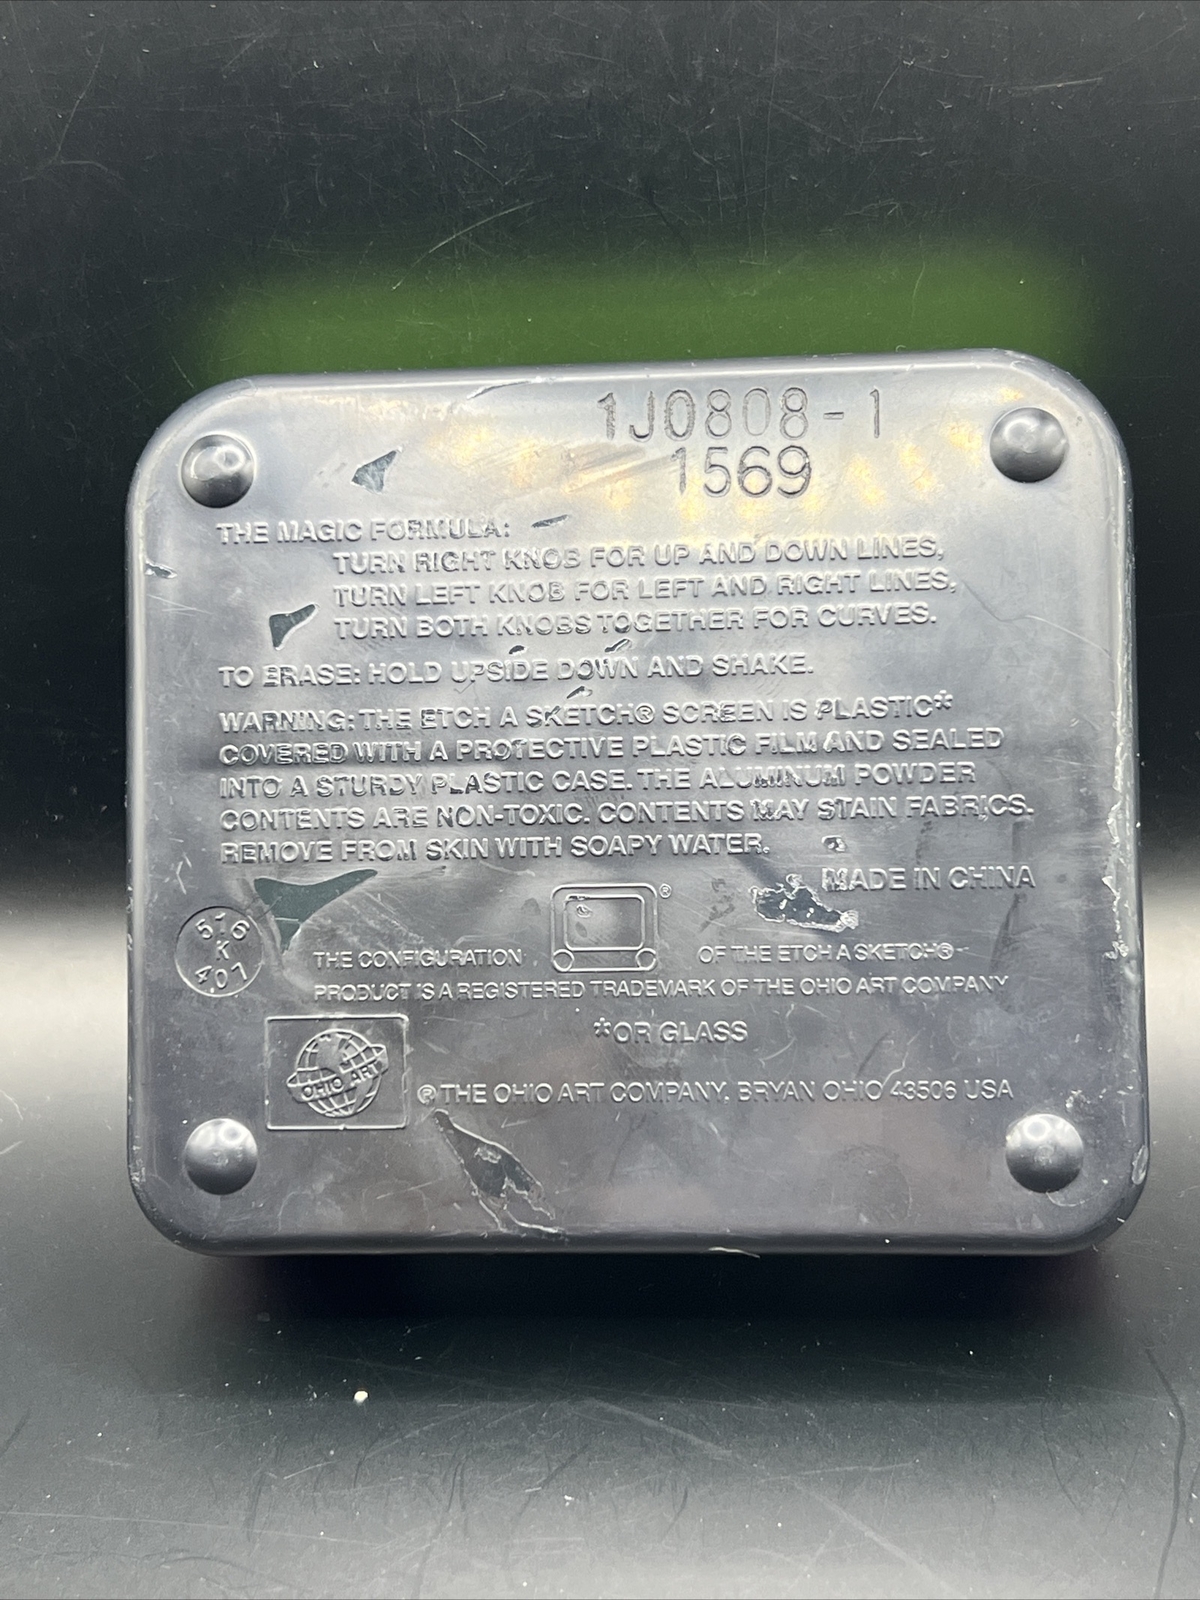 1J0808-1
1569
THE MAGIC FORMULA:
TURN RIGHT KNOB FOR UP AND DOWN LINES,
TURN LEFT KNOB FOR LEFT AND RIGHT LINES,
TURN BOTH KNOBS TOGETHER FOR CURVES.
TO ERASE: HOLD UPSIDE DOWN AND SHAKE.
WARNING: THE ETCH A SKETCH® SCREEN IS PLASTIC*
COVERED WITH A PROTECTIVE PLASTIC FILM AND SEALED
INTO A STURDY PLASTIC CASE. THE ALUMINUM POWDER
CONTENTS ARE NON-TOXIC. CONTENTS MAY STAIN FABRICS.
REMOVE FROM SKIN WITH SOAPY WATER.
MADE IN CHINA
516
K
401
®
THE CONFIGURATION OF THE ETCH A SKETCH®
PRODUCT IS A REGISTERED TRADEMARK OF THE OHIO ART COMPANY
*OR GLASS
OHIO ART
® THE OHIO ART COMPANY. BRYAN OHIO 43506 USA